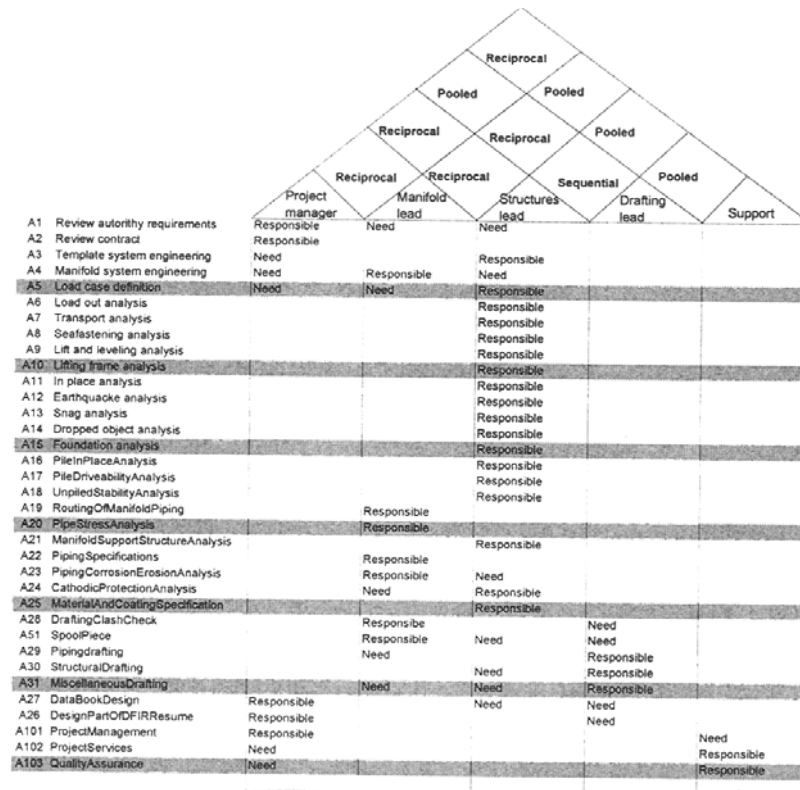 Reciprocal
Pooled Pooled
Reciprocal Reciprocal Pooled
Reciprocal Reciprocal Sequential Pooled
Project manager Manifold lead Structures lead Drafting lead Support
A1 Review autorithy requirements Responsible Need Need
A2 Review contract Responsible
A3 Template system engineering Need Responsible
A4 Manifold system engineering Need Responsible Need
A5 Load case definition Need Need Responsible
A6 Load out analysis Responsible
A7 Transport analysis Responsible
A8 Seafastening analysis Responsible
A9 Lift and leveling analysis Responsible
A10 Lifting frame analysis Responsible
A11 In place analysis Responsible
A12 Earthquacke analysis Responsible
A13 Snag analysis Responsible
A14 Dropped object analysis Responsible
A15 Foundation analysis Responsible
A16 PileInPlaceAnalysis Responsible
A17 PileDriveabilityAnalysis Responsible
A18 UnpiledStabilityAnalysis Responsible
A19 RoutingOfManifoldPiping Responsible
A20 PipeStressAnalysis Responsible
A21 ManifoldSupportStructureAnalysis Responsible
A22 PipingSpecifications Responsible
A23 PipingCorrosionErosionAnalysis Responsible Need
A24 CathodicProtectionAnalysis Need Responsible
A25 MaterialAndCoatingSpecification Responsible
A28 DraftingClashCheck Responsibe Need
A51 SpoolPiece Responsible Need Need
A29 Pipingdrafting Need Responsible
A30 StructuralDrafting Need Responsible
A31 MiscellaneousDrafting Need Need Responsible
A27 DataBookDesign Responsible Need Need
A26 DesignPartOfDFIRResume Responsible Need
A101 ProjectManagement Responsible Need
A102 ProjectServices Need Responsible
A103 QualityAssurance Need Responsible